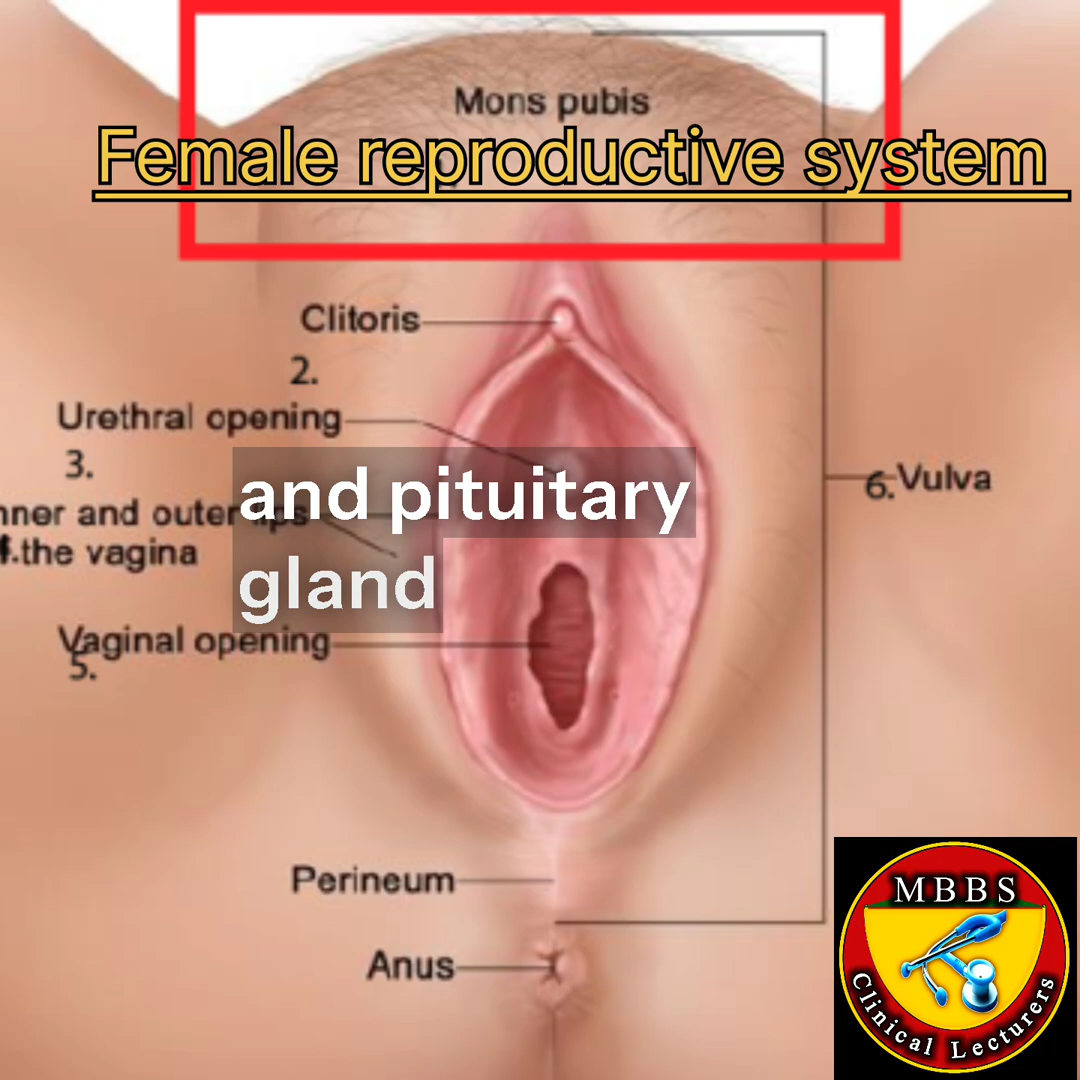 Mons pubis
Female reproductive system
Clitoris
2.
Urethral opening
3.
and pituitary
gland
6.Vulva
nner and outer lips
.the vagina
Vaginal opening
5.
Perineum
Anus
MBBS
Clinical Lecturers